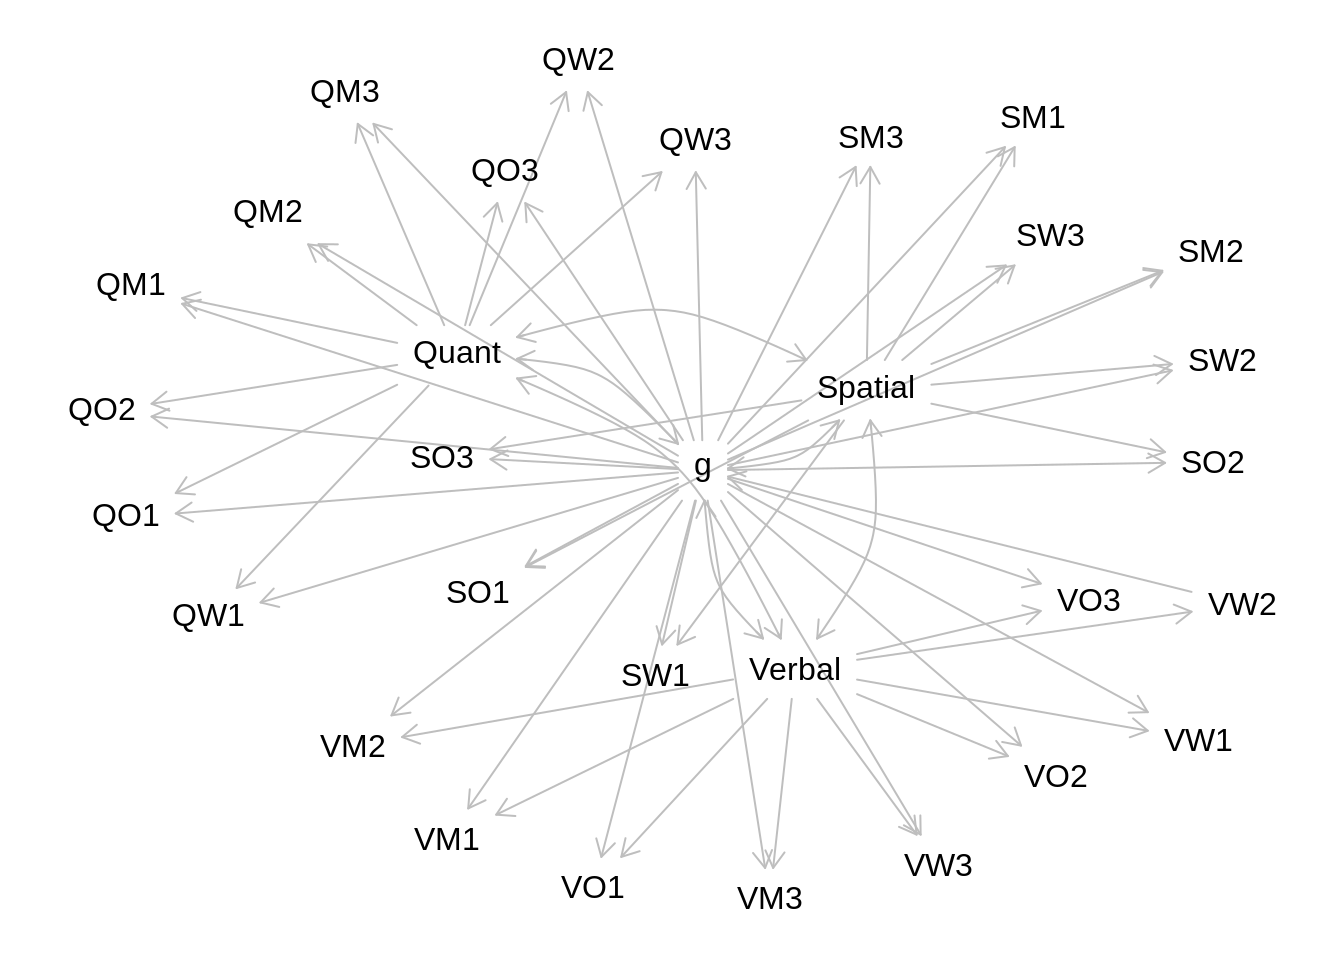 QW2
QM3
SM1
SM3
QW3
QO3
QM2
SW3
SM2
QM1
Quant
SW2
Spatial
QO2
SO3
SO2
g
QO1
SO1
VO3
VW2
QW1
Verbal
SW1
VW1
VM2
VO2
VM1
VW3
VO1
VM3